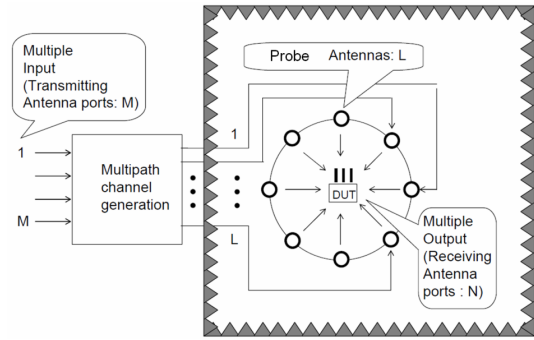 Multiple
Input
(Transmitting
Antenna ports: M)
Probe Antennas: L
1
M
Multipath
channel
generation
1
L
DUT
Multiple
Output
(Receiving
Antenna
ports : N)